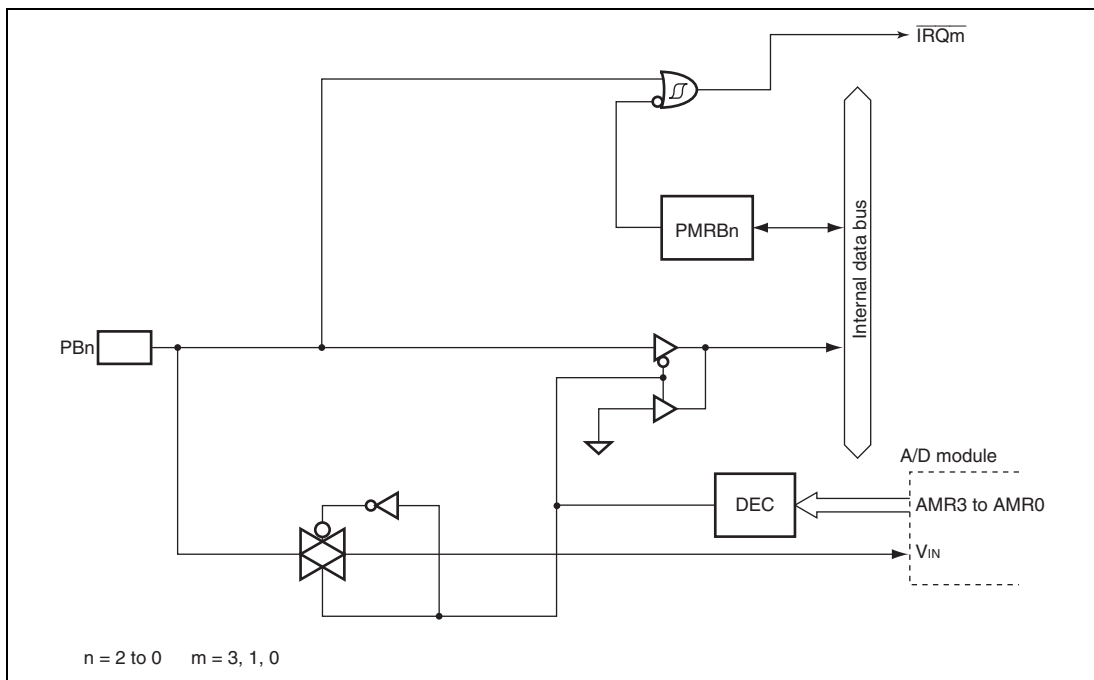 IRQm
PMRBn
Internal data bus
PBn
A/D module
DEC
AMR3 to AMR0
VIN
n = 2 to 0 m = 3, 1, 0